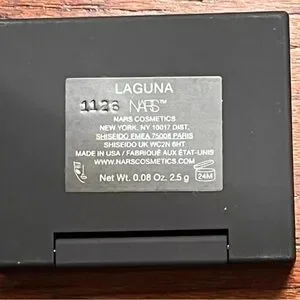 LAGUNA
1126 NARS™
NARS COSMETICS
NEW YORK, NY 10017 DIST.
SHISEIDO EMEA 75008 PARIS
SHISEIDO UK WC2N 6HT
MADE IN USA / FABRIQUÉ AUX ÉTAT-UNIS
WWW.NARSCOSMETICS.COM
Net Wt. 0.08 Oz. 2.5 g
24M